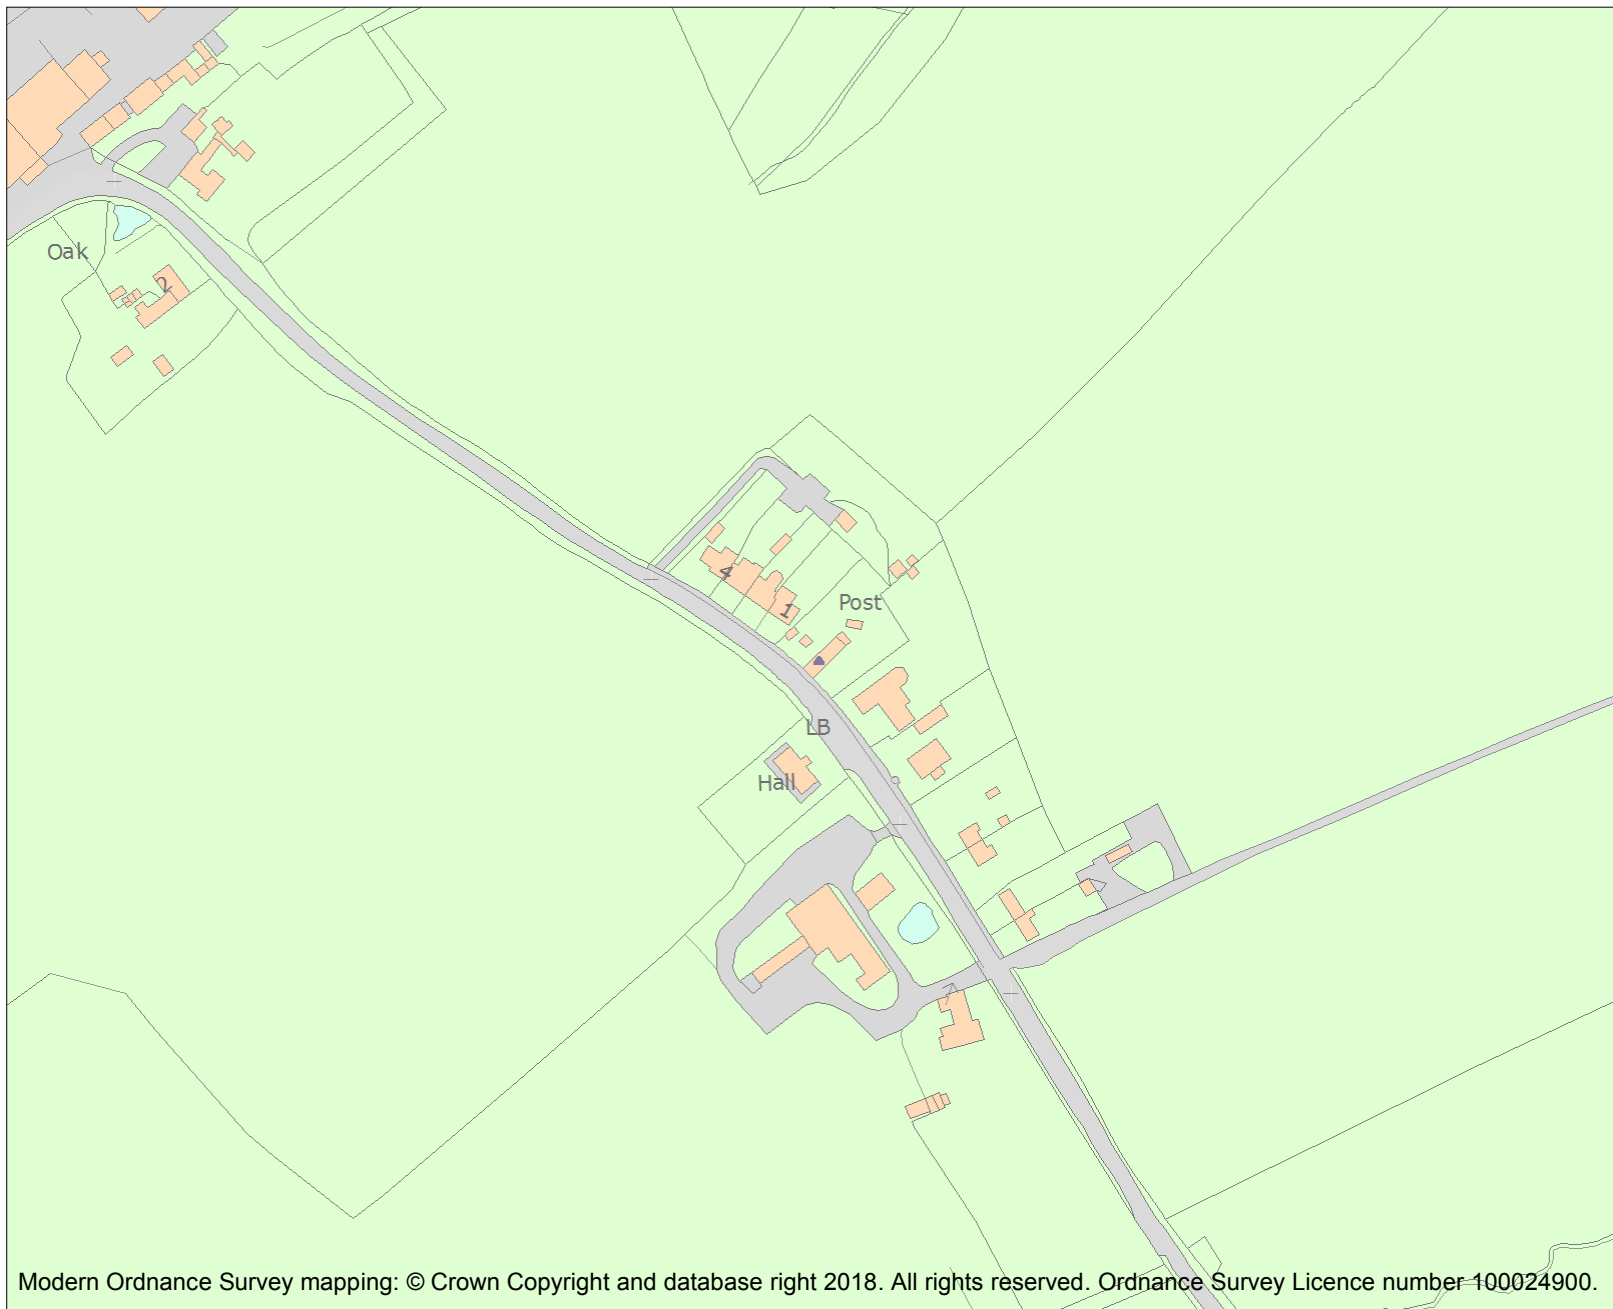 Oak
2
4
1
Post
LB
Hall
Modern Ordnance Survey mapping: © Crown Copyright and database right 2018. All rights reserved. Ordnance Survey Licence number 100024900.